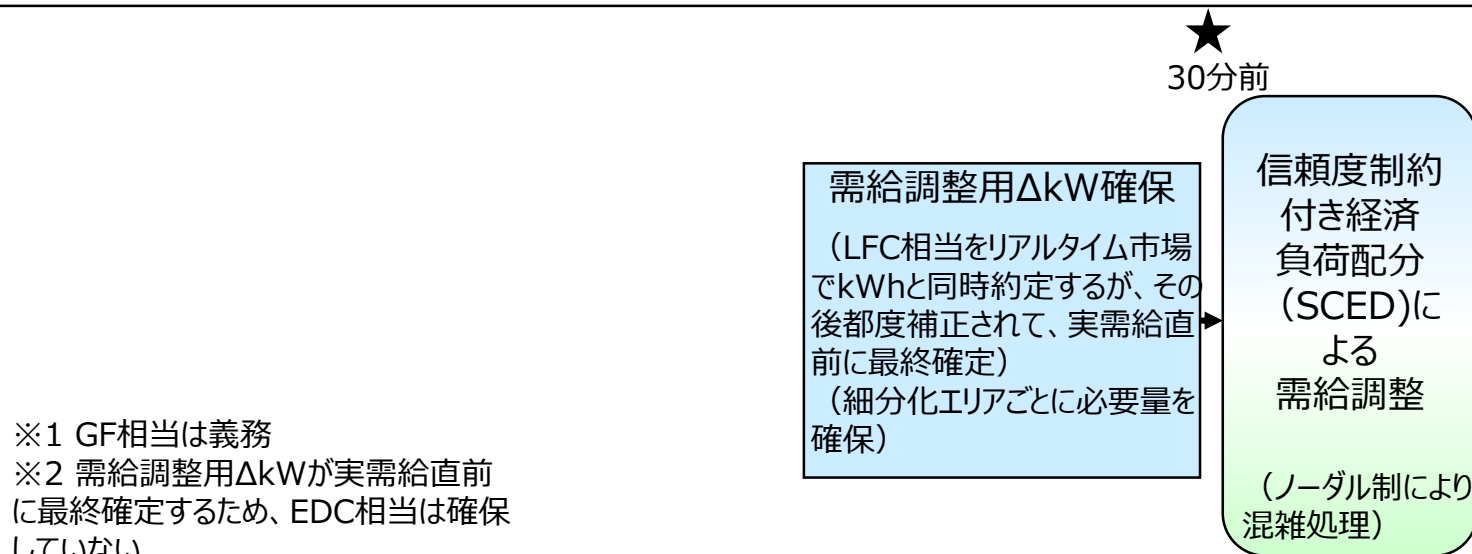 ★
30分前
需給調整用ΔkW確保
（LFC相当をリアルタイム市場
でkWhと同時約定するが、その
後都度補正されて、実需給直
前に最終確定）
（細分化エリアごとに必要量を
確保）
信頼度制約
付き経済
負荷配分
（SCED)に
よる
需給調整
（ノーダル制により
混雑処理）
※1 GF相当は義務
※2 需給調整用ΔkWが実需給直前
に最終確定するため、EDC相当は確保
していない